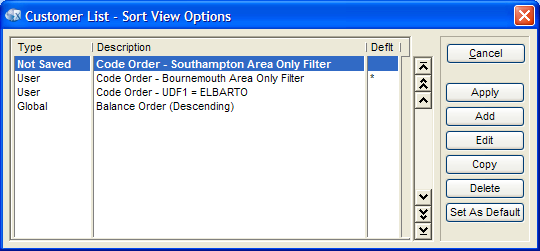 Customer List - Sort View Options
Type Description Deflt
Not Saved Code Order - Southampton Area Only Filter
User Code Order - Bournemouth Area Only Filter *
User Code Order - UDF1 = ELBARTO
Global Balance Order (Descending)
Cancel
Apply
Add
Edit
Copy
Delete
Set As Default